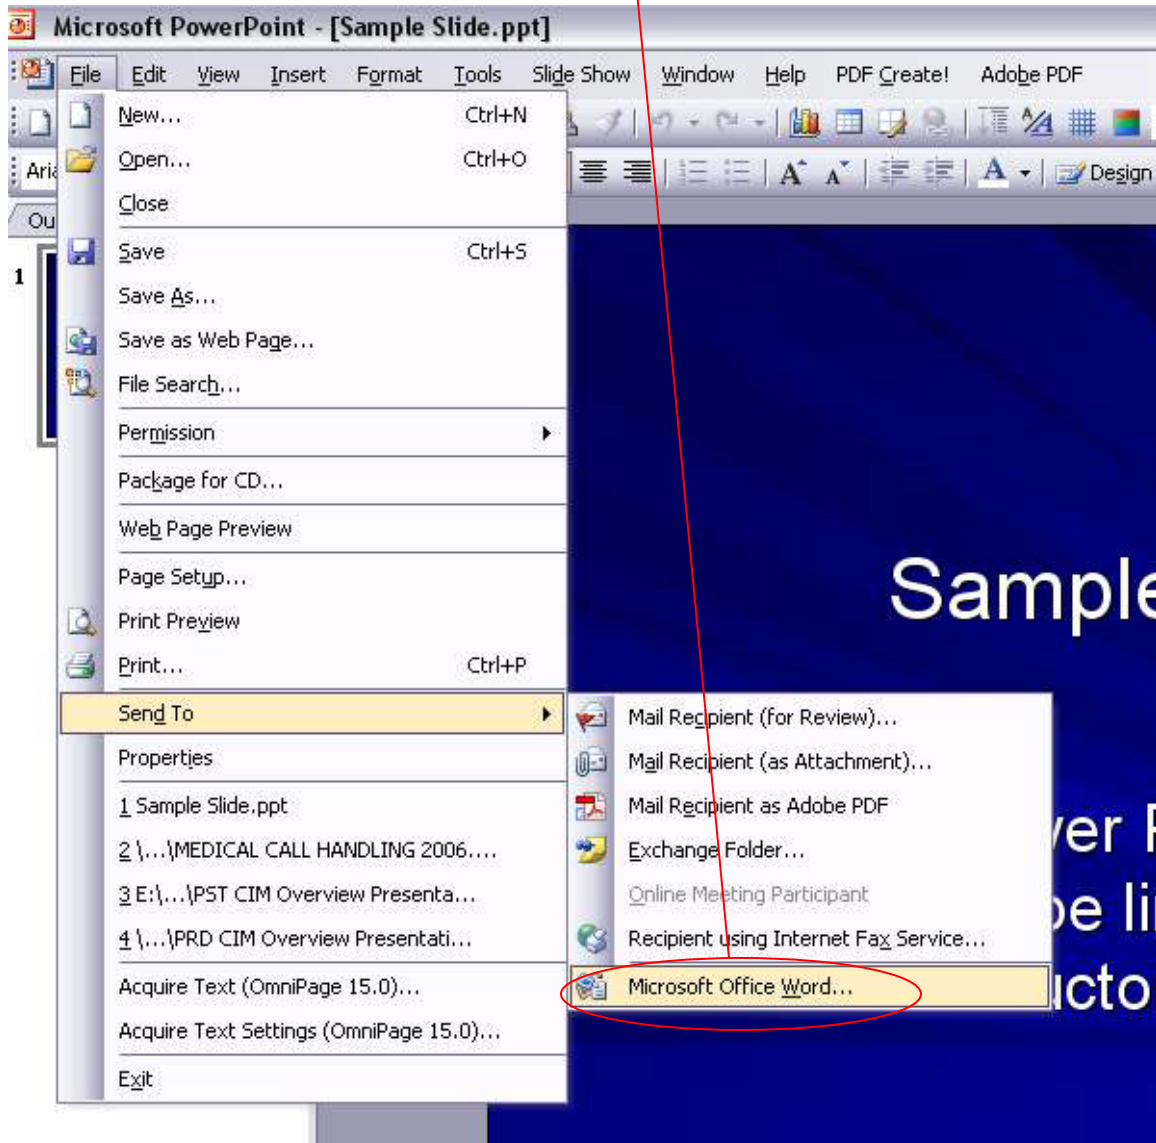 Microsoft PowerPoint - [Sample Slide.ppt]
File Edit View Insert Format Tools Slide Show Window Help PDF Create! Adobe PDF
New... Ctrl+N
Open... Ctrl+O
Design
Close
1
Save Ctrl+S
Save As...
Save as Web Page...
File Search...
Permission
Package for CD...
Web Page Preview
Page Setup...
Sample
Print Preview
Print... Ctrl+P
Send To
Mail Recipient (for Review)...
Properties
Mail Recipient (as Attachment)...
1 Sample Slide.ppt
Mail Recipient as Adobe PDF
2 \...\MEDICAL CALL HANDLING 2006....
Exchange Folder...
3 E:\...\PST CIM Overview Presenta...
Online Meeting Participant
4 \...\PRD CIM Overview Presentati...
Recipient using Internet Fax Service...
Acquire Text (OmniPage 15.0)...
Microsoft Office Word...
Acquire Text Settings (OmniPage 15.0)...
Exit